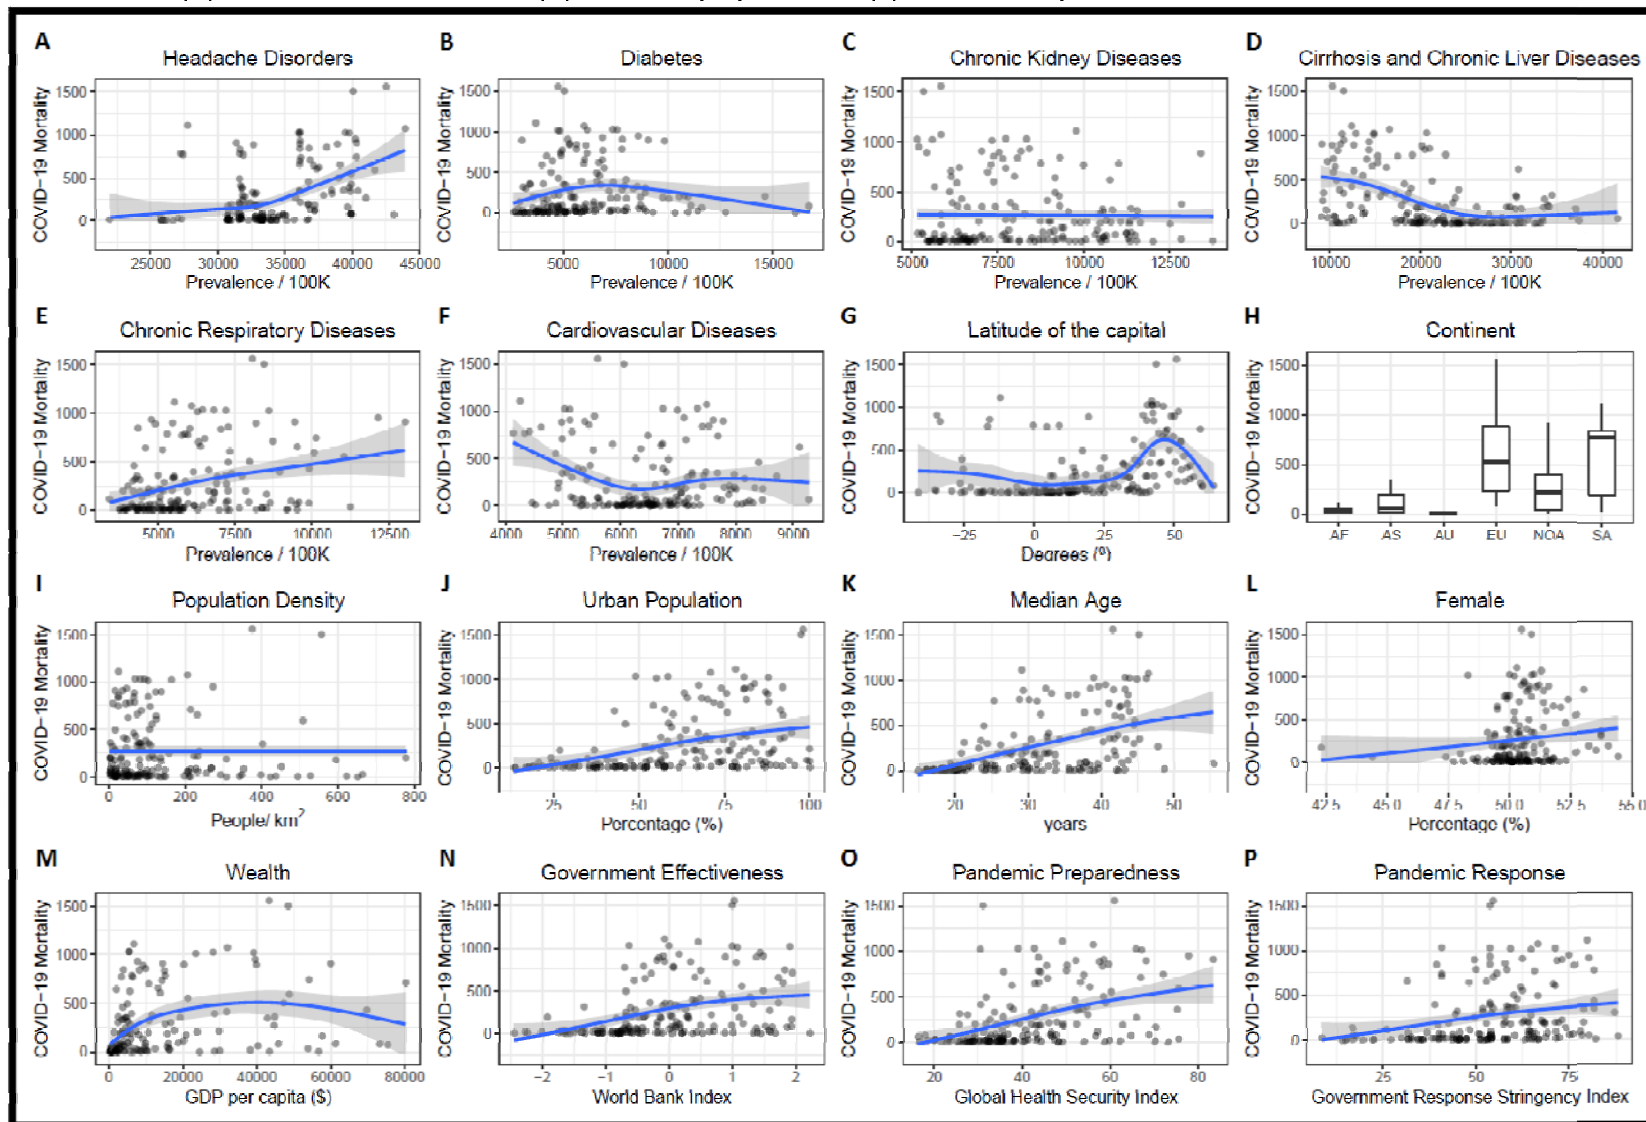 A Headache Disorders
COVID-19 Mortality
1500
1000
500
0
25000 30000 35000 40000 45000
Prevalence / 100K
B Diabetes
COVID-19 Mortality
1500
1000
500
0
5000 10000 15000
Prevalence / 100K
C Chronic Kidney Diseases
COVID-19 Mortality
1500
1000
500
0
5000 7500 10000 12500
Prevalence / 100K
D Cirrhosis and Chronic Liver Diseases
COVID-19 Mortality
1500
1000
500
0
10000 20000 30000 40000
Prevalence / 100K
E Chronic Respiratory Diseases
COVID-19 Mortality
1500
1000
500
0
5000 7500 10000 12500
Prevalence / 100K
F Cardiovascular Diseases
COVID-19 Mortality
1500
1000
500
0
4000 5000 6000 7000 8000 9000
Prevalence / 100K
G Latitude of the capital
COVID-19 Mortality
1500
1000
500
0
-25 0 25 50
Degrees (º)
H Continent
COVID-19 Mortality
1500
1000
500
0
AF AS AU EU NOA SA
I Population Density
COVID-19 Mortality
1500
1000
500
0
0 200 400 600 800
People/ km²
J Urban Population
COVID-19 Mortality
1500
1000
500
0
25 50 75 100
Percentage (%)
K Median Age
COVID-19 Mortality
1500
1000
500
0
20 30 40 50
years
L Female
COVID-19 Mortality
1500
1000
500
0
42.5 45.0 47.5 50.0 52.5 55.0
Percentage (%)
M Wealth
COVID-19 Mortality
1500
1000
500
0
0 20000 40000 60000 80000
GDP per capita ($)
N Government Effectiveness
COVID-19 Mortality
1500
1000
500
0
-2 -1 0 1 2
World Bank Index
O Pandemic Preparedness
COVID-19 Mortality
1500
1000
500
0
20 40 60 80
Global Health Security Index
P Pandemic Response
COVID-19 Mortality
1500
1000
500
0
25 50 75
Government Response Stringency Index